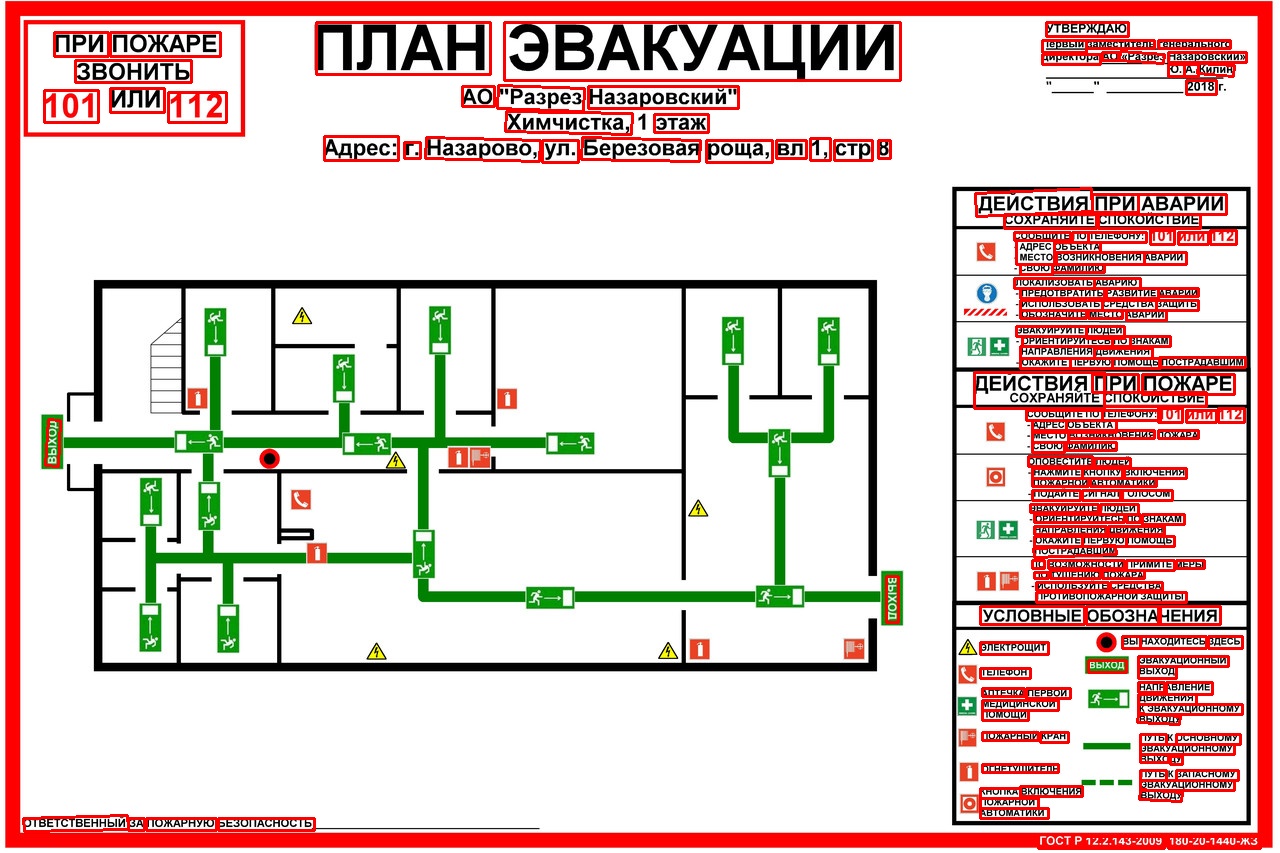 ПРИ ПОЖАРЕ
ЗВОНИТЬ
101 ИЛИ 112
ПЛАН ЭВАКУАЦИИ
АО "Разрез Назаровский"
Химчистка, 1 этаж
Адрес: г. Назарово, ул. Березовая роща, вл 1, стр 8
УТВЕРЖДАЮ
Первый заместитель генерального
директора АО «Разрез Назаровский»
Ю. А. Килин
"______" ____________ 2018 г.
ВЫХОД
ВЫХОД
ДЕЙСТВИЯ ПРИ АВАРИИ
СОХРАНЯЙТЕ СПОКОЙСТВИЕ
СООБЩИТЕ ПО ТЕЛЕФОНУ: 101 или 112
- АДРЕС ОБЪЕКТА
- МЕСТО ВОЗНИКНОВЕНИЯ АВАРИИ
- СВОЮ ФАМИЛИЮ
ЛОКАЛИЗОВАТЬ АВАРИЮ
- ПРЕДОТВРАТИТЬ РАЗВИТИЕ АВАРИИ
- ИСПОЛЬЗОВАТЬ СРЕДСТВА ЗАЩИТЬ
- ОБОЗНАЧИТЕ МЕСТО АВАРИИ
ЭВАКУИРУЙТЕ ЛЮДЕЙ
- ОРИЕНТИРУЙТЕСЬ ПО ЗНАКАМ
НАПРАВЛЕНИЯ ДВИЖЕНИЯ
- ОКАЖИТЕ ПЕРВУЮ ПОМОЩЬ ПОСТРАДАВШИМ
ДЕЙСТВИЯ ПРИ ПОЖАРЕ
СОХРАНЯЙТЕ СПОКОЙСТВИЕ
СООБЩИТЕ ПО ТЕЛЕФОНУ: 101 или 112
- АДРЕС ОБЪЕКТА
- МЕСТО ВОЗНИКНОВЕНИЯ ПОЖАРА
- СВОЮ ФАМИЛИЮ
ОПОВЕСТИТЕ ЛЮДЕЙ
- НАЖМИТЕ КНОПКУ ВКЛЮЧЕНИЯ
ПОЖАРНОЙ АВТОМАТИКИ
- ПОДАЙТЕ СИГНАЛ ГОЛОСОМ
ЭВАКУИРУЙТЕ ЛЮДЕЙ
- ОРИЕНТИРУЙТЕСЬ ПО ЗНАКАМ
НАПРАВЛЕНИЯ ДВИЖЕНИЯ
- ОКАЖИТЕ ПЕРВУЮ ПОМОЩЬ
ПОСТРАДАВШИМ
ПО ВОЗМОЖНОСТИ ПРИМИТЕ МЕРЫ
ПО ТУШЕНИЮ ПОЖАРА
- ИСПОЛЬЗУЙТЕ СРЕДСТВА
ПРОТИВОПОЖАРНОЙ ЗАЩИТЫ
УСЛОВНЫЕ ОБОЗНАЧЕНИЯ
ЭЛЕКТРОЩИТ
ТЕЛЕФОН
АПТЕЧКА ПЕРВОЙ
МЕДИЦИНСКОЙ
ПОМОЩИ
ПОЖАРНЫЙ КРАН
ОГНЕТУШИТЕЛЬ
КНОПКА ВКЛЮЧЕНИЯ
ПОЖАРНОЙ
АВТОМАТИКИ
ВЫ НАХОДИТЕСЬ ЗДЕСЬ
ВЫХОД
ЭВАКУАЦИОННЫЙ
ВЫХОД
НАПРАВЛЕНИЕ
ДВИЖЕНИЯ
К ЭВАКУАЦИОННОМУ
ВЫХОДУ
ПУТЬ К ОСНОВНОМУ
ЭВАКУАЦИОННОМУ
ВЫХОДУ
ПУТЬ К ЗАПАСНОМУ
ЭВАКУАЦИОННОМУ
ВЫХОДУ
ОТВЕТСТВЕННЫЙ ЗА ПОЖАРНУЮ БЕЗОПАСНОСТЬ
ГОСТ Р 12.2.143-2009 180-20-1440-ЖЗ